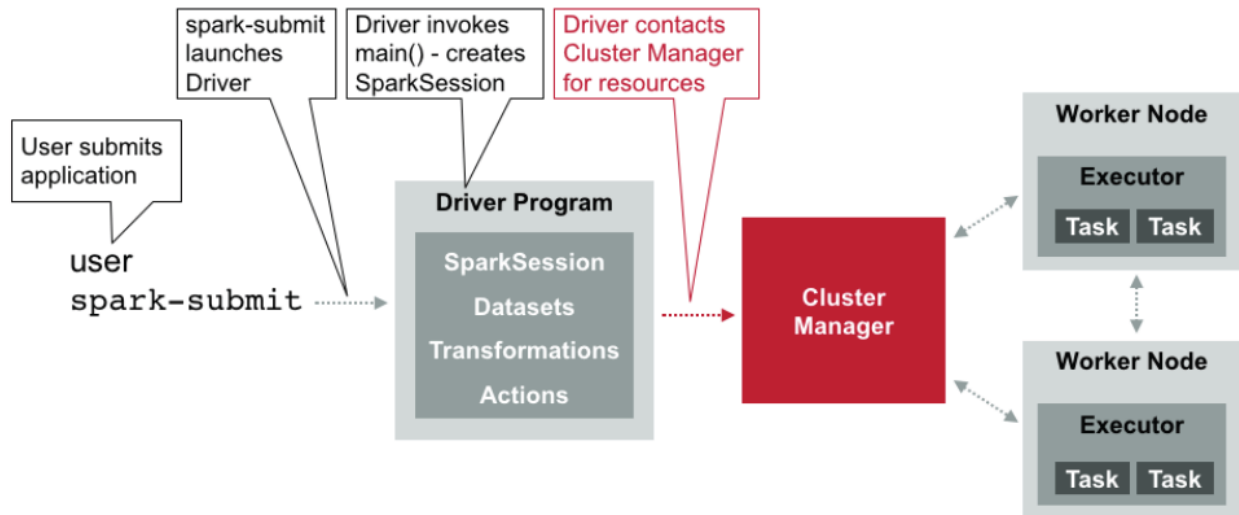 spark-submit
launches
Driver
Driver invokes
main() - creates
SparkSession
Driver contacts
Cluster Manager
for resources
User submits
application
user
spark-submit
Driver Program
SparkSession
Datasets
Transformations
Actions
Cluster
Manager
Worker Node
Executor
Task Task
Worker Node
Executor
Task Task